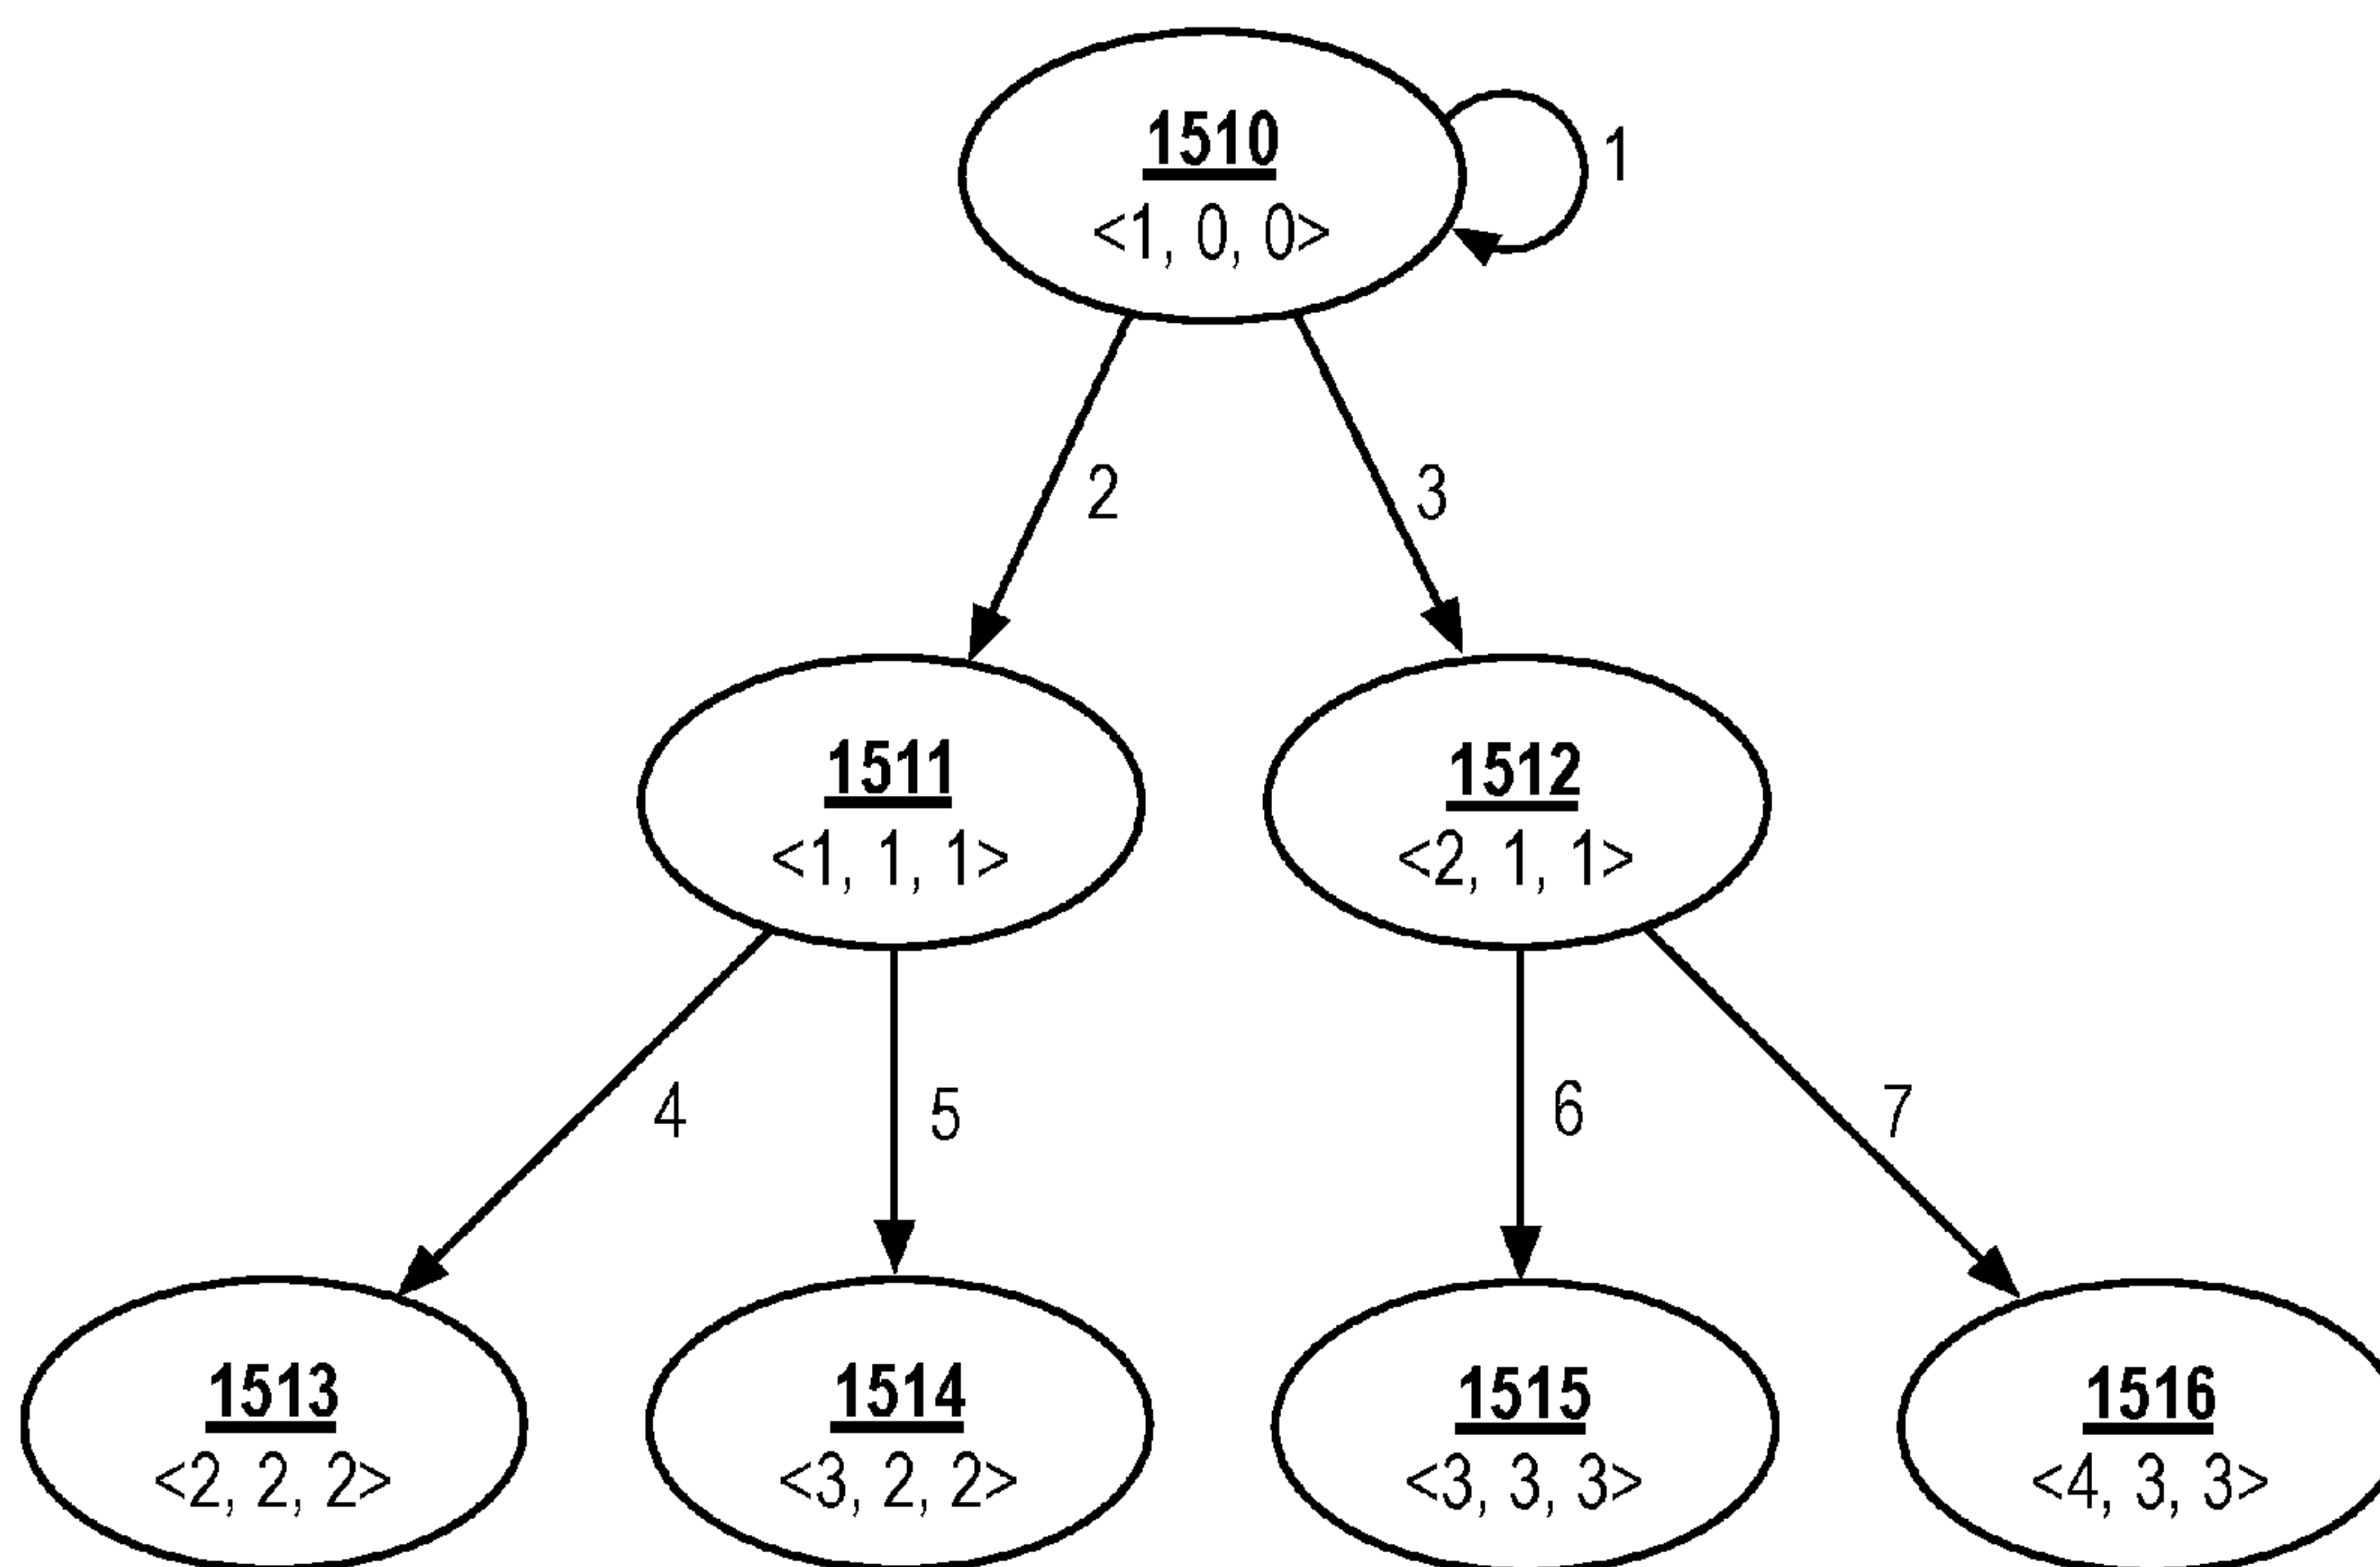 1510
<1, 0, 0>
1
2
3
1511
<1, 1, 1>
1512
<2, 1, 1>
4
5
6
7
1513
<2, 2, 2>
1514
<3, 2, 2>
1515
<3, 3, 3>
1516
<4, 3, 3>